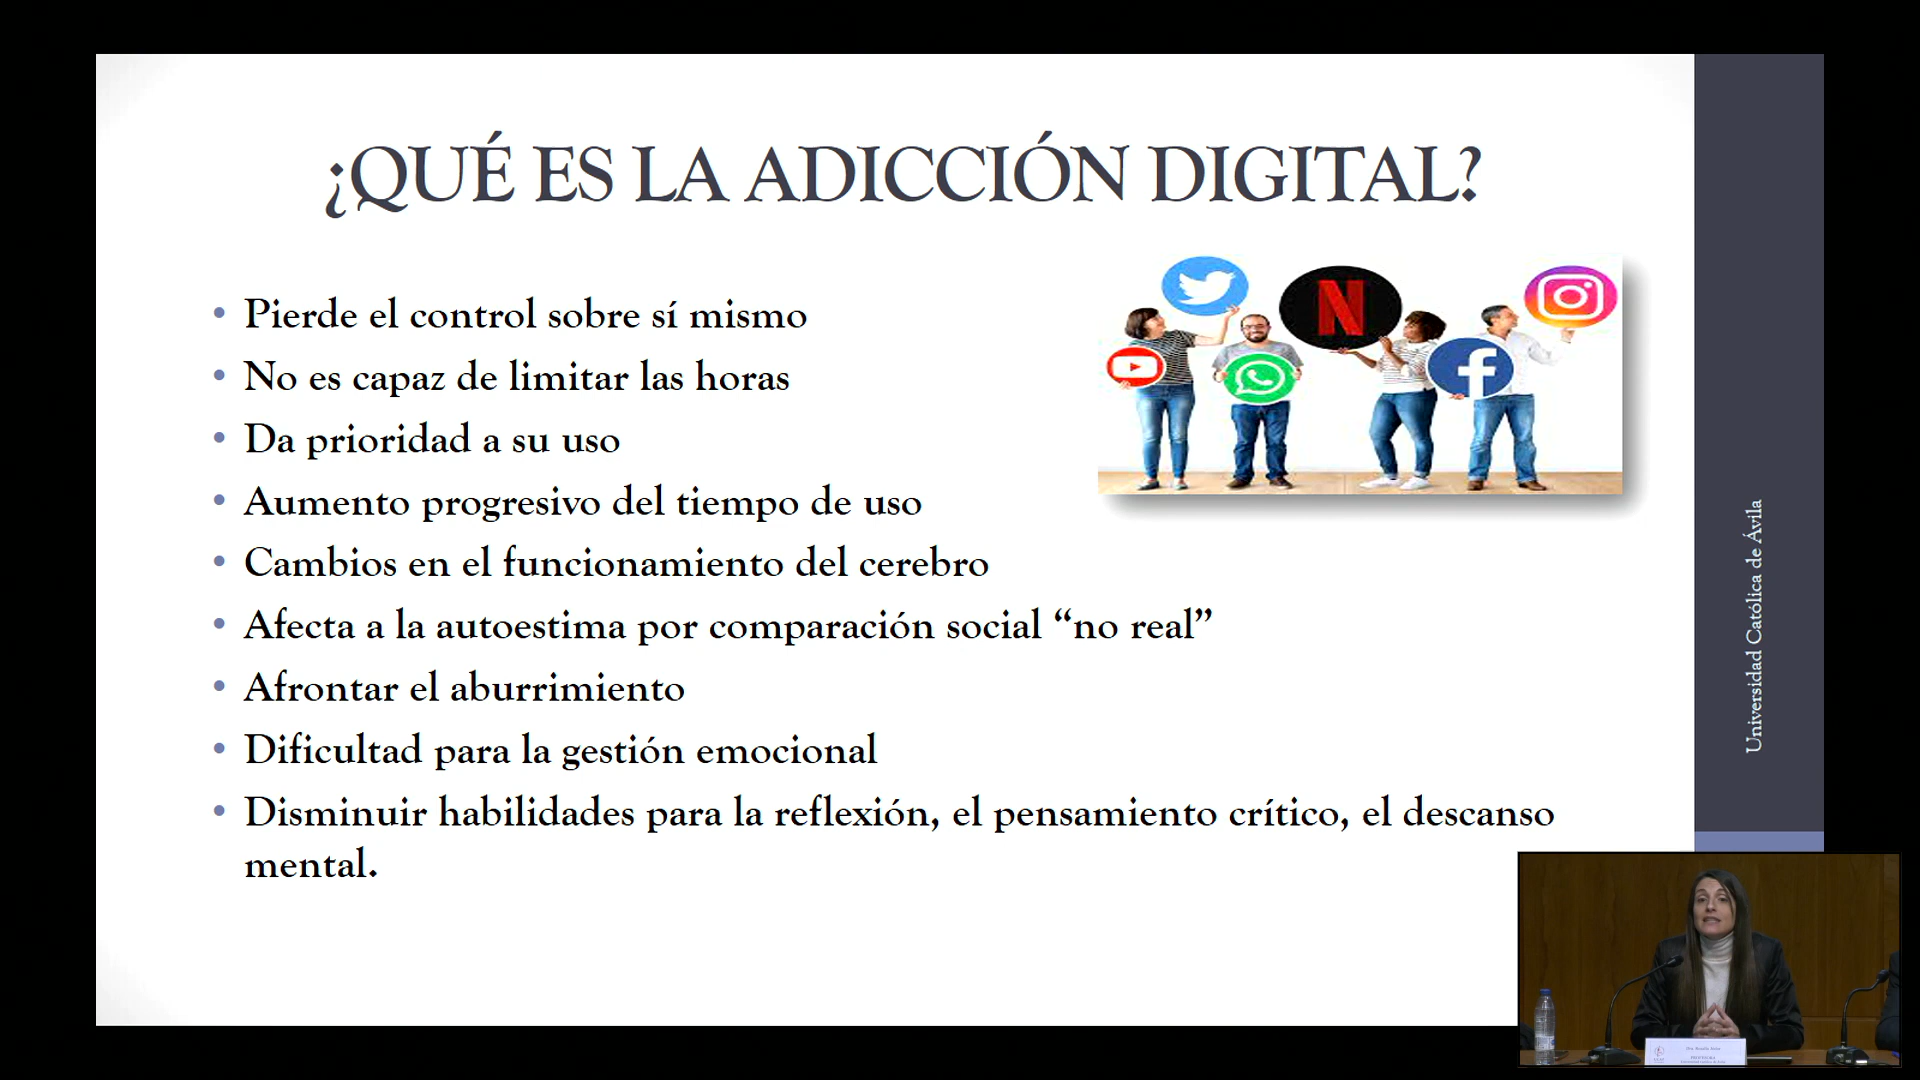 ¿QUÉ ES LA ADICCIÓN DIGITAL?
Pierde el control sobre sí mismo
No es capaz de limitar las horas
Da prioridad a su uso
Aumento progresivo del tiempo de uso
Cambios en el funcionamiento del cerebro
Afecta a la autoestima por comparación social “no real”
Afrontar el aburrimiento
Dificultad para la gestión emocional
Disminuir habilidades para la reflexión, el pensamiento crítico, el descanso
mental.
N
Universidad Católica de Ávila